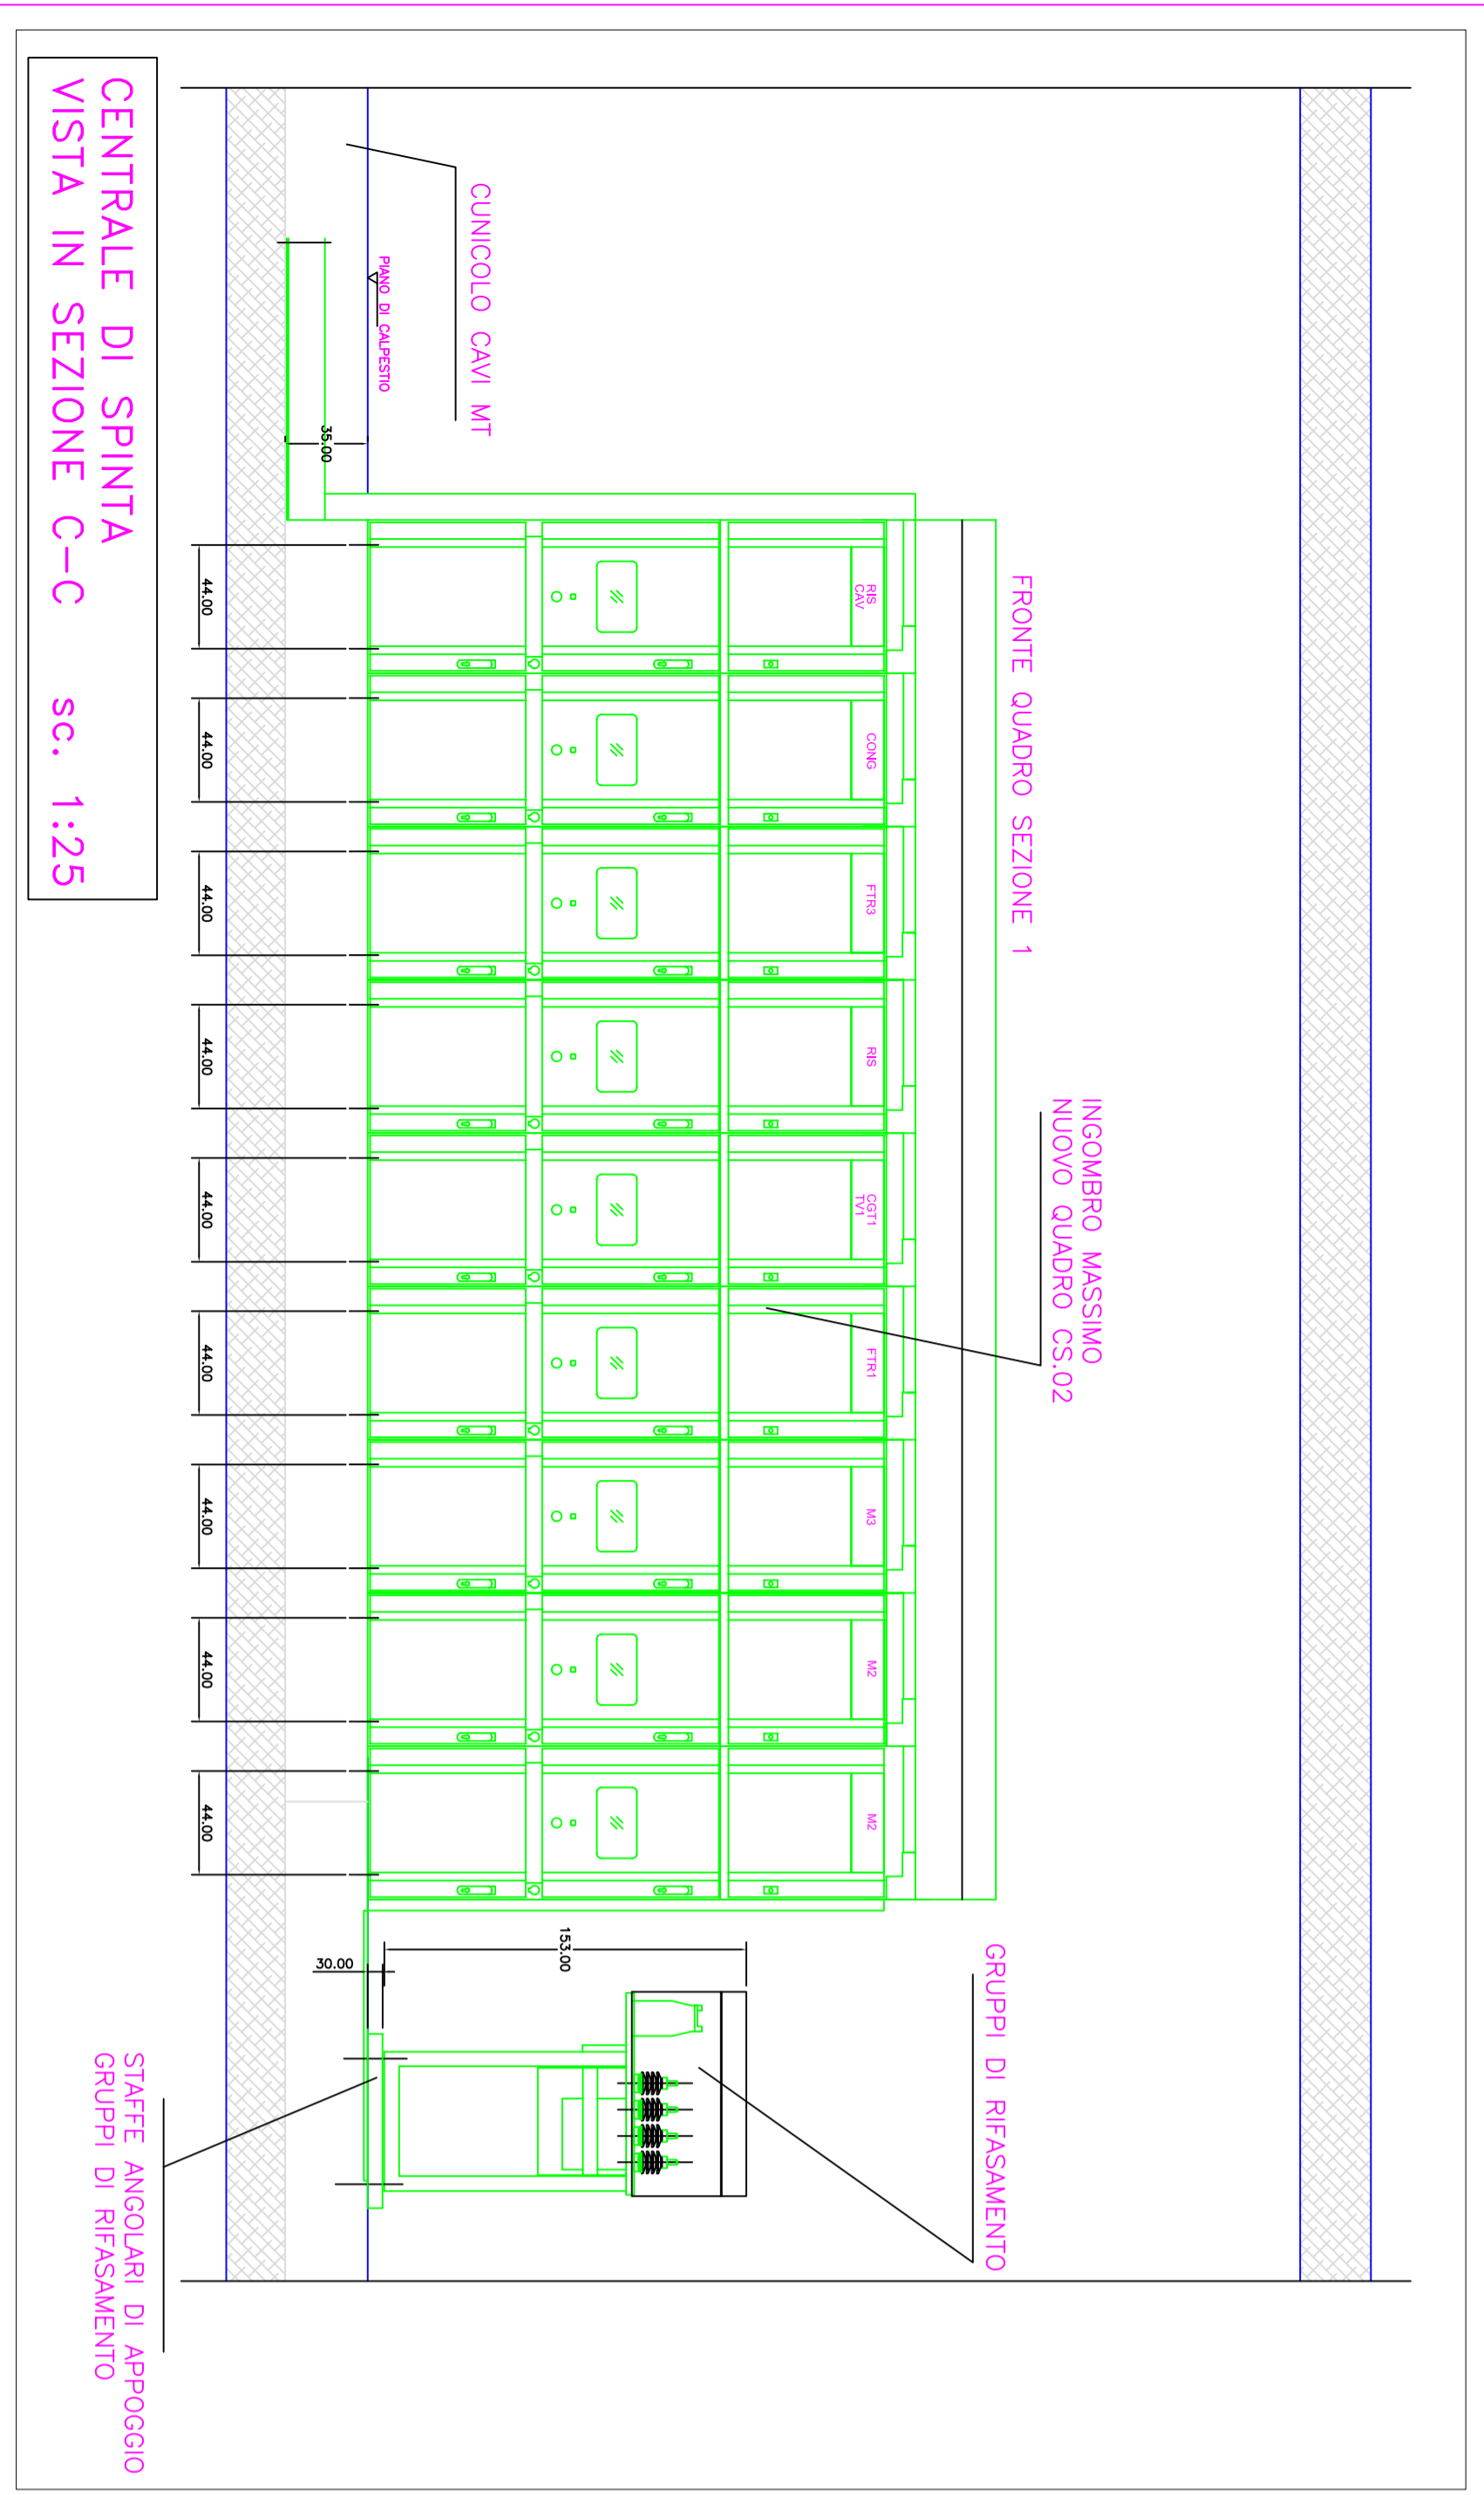 INGOMBRO MASSIMO
NUOVO QUADRO CS.02
FRONTE QUADRO SEZIONE 1
GRUPPI DI RIFASAMENTO
RIS
CAV
CONG
FTR3
RIS
CGT1
TV1
FTR1
M3
M2
M2
CUNICOLO CAVI MT
PIANO DI CALPESTIO
35.00
153.00
30.00
44.00
44.00
44.00
44.00
44.00
44.00
44.00
44.00
44.00
STAFFE ANGOLARI DI APPOGGIO
GRUPPI DI RIFASAMENTO
CENTRALE DI SPINTA
VISTA IN SEZIONE C-C sc. 1:25